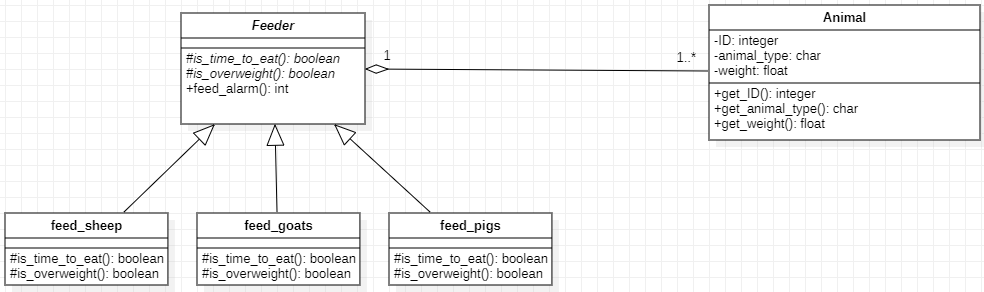 Feeder
#is_time_to_eat(): boolean
#is_overweight(): boolean
+feed_alarm(): int
1
1..*
Animal
-ID: integer
-animal_type: char
-weight: float
+get_ID(): integer
+get_animal_type(): char
+get_weight(): float
feed_sheep
#is_time_to_eat(): boolean
#is_overweight(): boolean
feed_goats
#is_time_to_eat(): boolean
#is_overweight(): boolean
feed_pigs
#is_time_to_eat(): boolean
#is_overweight(): boolean